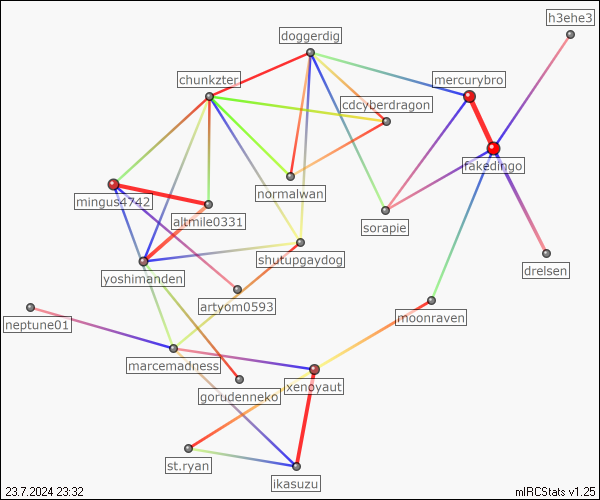 h3ehe3
doggerdig
chunkzter
mercurybro
cdcyberdragon
fakedingo
normalwan
mingus4742
altmile0331
sorapie
shutupgaydog
drelsen
yoshimanden
artyom0593
moonraven
neptune01
marcemadness
xenoyaut
gorudenneko
st.ryan
ikasuzu
23.7.2024 23:32
mIRCStats v1.25